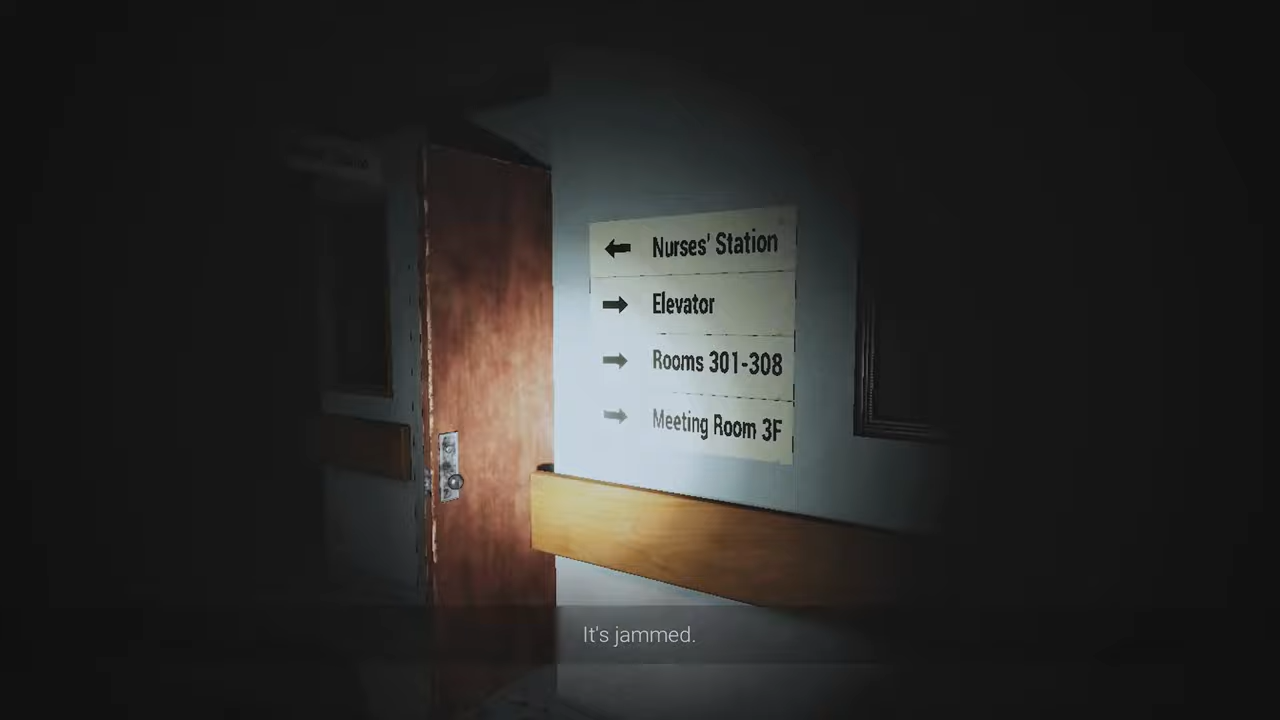 ← Nurses' Station
→ Elevator
→ Rooms 301-308
→ Meeting Room 3F
It's jammed.